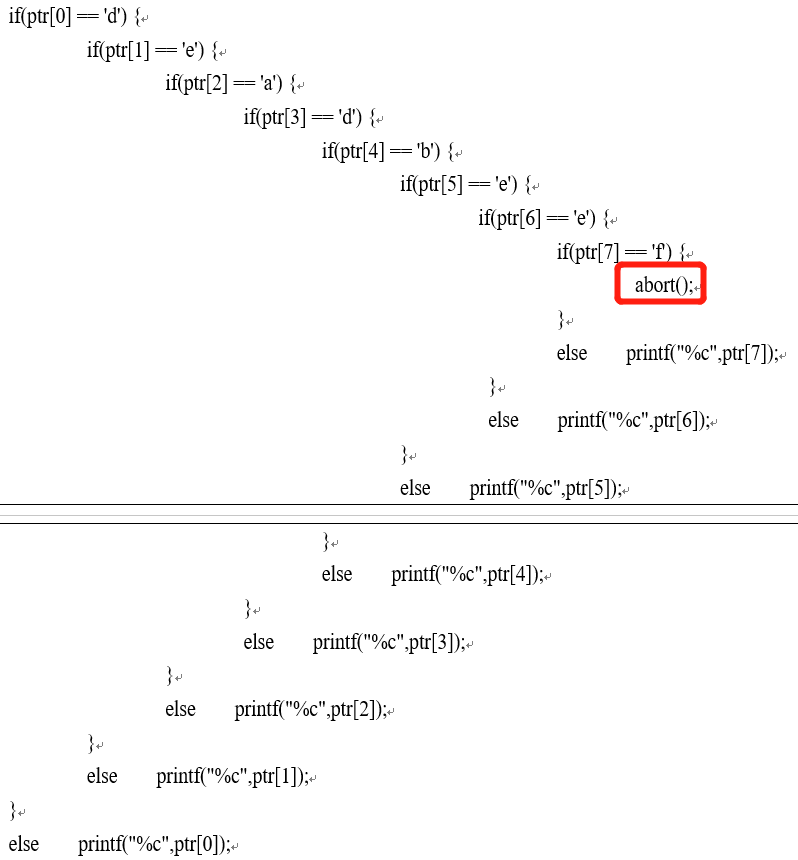 if(ptr[0] == 'd') {
if(ptr[1] == 'e') {
if(ptr[2] == 'a') {
if(ptr[3] == 'd') {
if(ptr[4] == 'b') {
if(ptr[5] == 'e') {
if(ptr[6] == 'e') {
if(ptr[7] == 'f') {
abort();
}
else printf("%c",ptr[7]);
}
else printf("%c",ptr[6]);
}
else printf("%c",ptr[5]);
}
else printf("%c",ptr[4]);
}
else printf("%c",ptr[3]);
}
else printf("%c",ptr[2]);
}
else printf("%c",ptr[1]);
}
else printf("%c",ptr[0]);